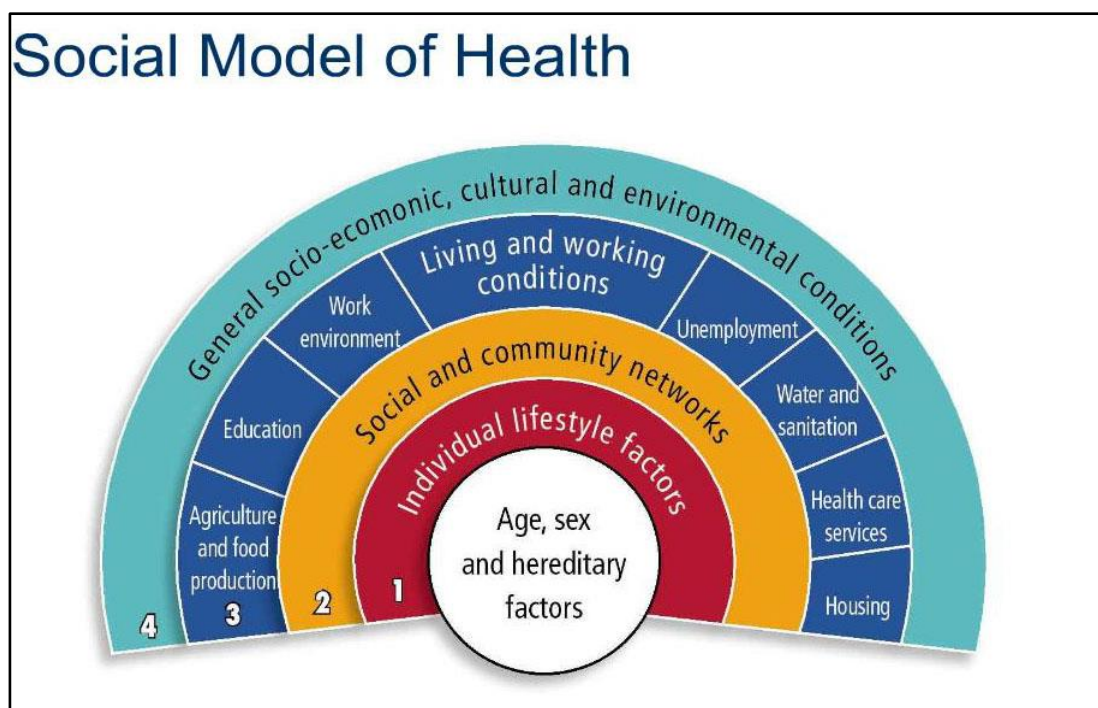 Social Model of Health
General socio-ecomonic, cultural and environmental conditions
Living and working
conditions
Work
environment
Unemployment
Education
Water and
sanitation
Agriculture
and food
production
Health care
services
Housing
Social and community networks
Individual lifestyle factors
Age, sex
and hereditary
factors
1
2
3
4